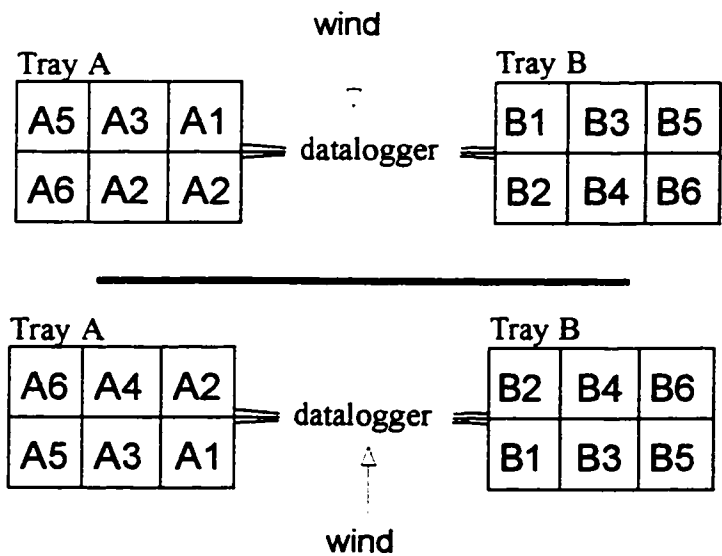 wind
Tray A Tray B
A5 A3 A1 B1 B3 B5
datalogger
A6 A2 A2 B2 B4 B6
Tray A Tray B
A6 A4 A2 B2 B4 B6
datalogger
A5 A3 A1 B1 B3 B5
wind